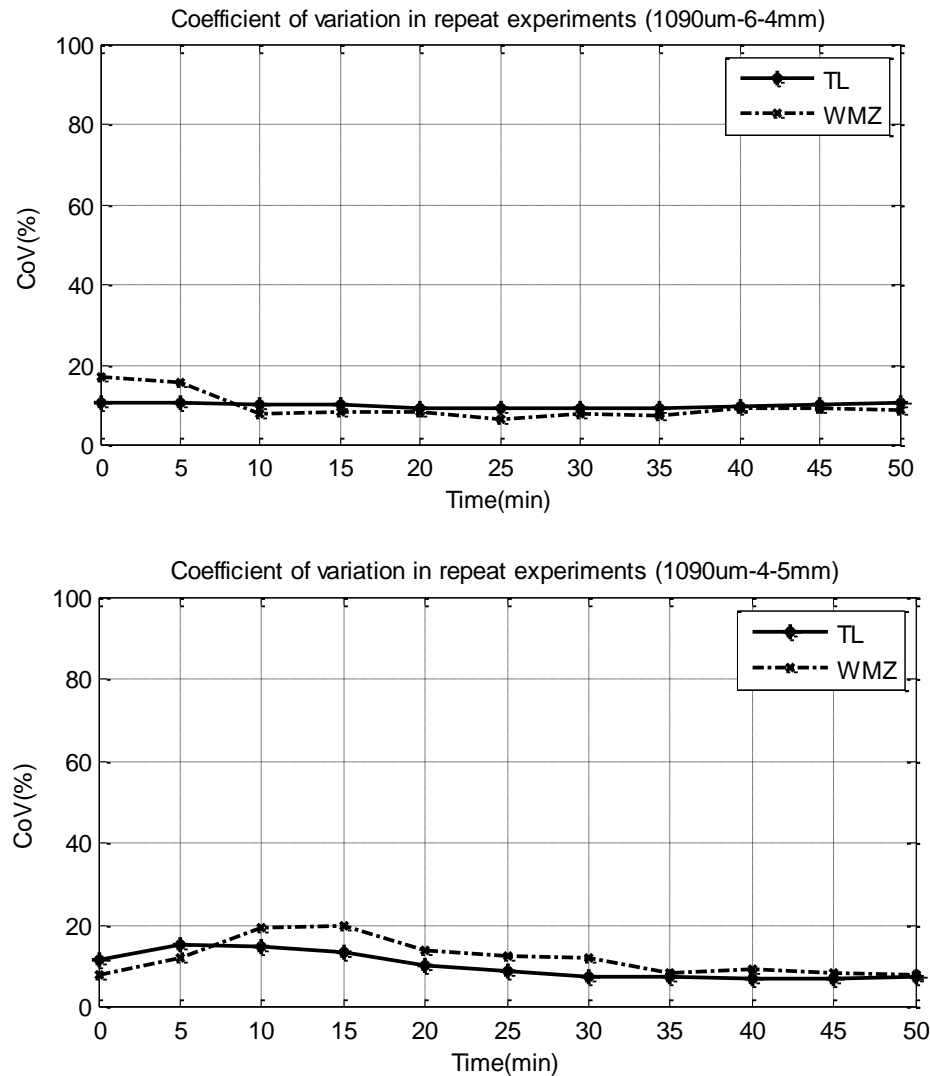 Coefficient of variation in repeat experiments (1090um-6-4mm)
100
80
60
40
20
0
CoV(%)
TL
WMZ
0 5 10 15 20 25 30 35 40 45 50
Time(min)
Coefficient of variation in repeat experiments (1090um-4-5mm)
100
80
60
40
20
0
CoV(%)
TL
WMZ
0 5 10 15 20 25 30 35 40 45 50
Time(min)